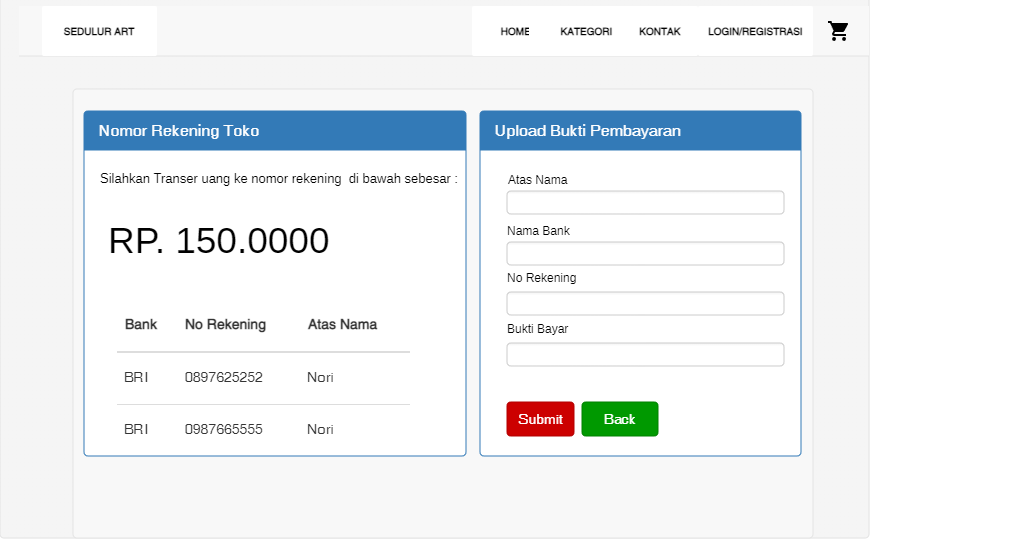 SEDULUR ART HOME KATEGORI KONTAK LOGIN/REGISTRASI
Nomor Rekening Toko
Silahkan Transer uang ke nomor rekening di bawah sebesar :
RP. 150.0000
Bank No Rekening Atas Nama
BRI 0897625252 Nori
BRI 0987665555 Nori
Upload Bukti Pembayaran
Atas Nama
Nama Bank
No Rekening
Bukti Bayar
Submit Back